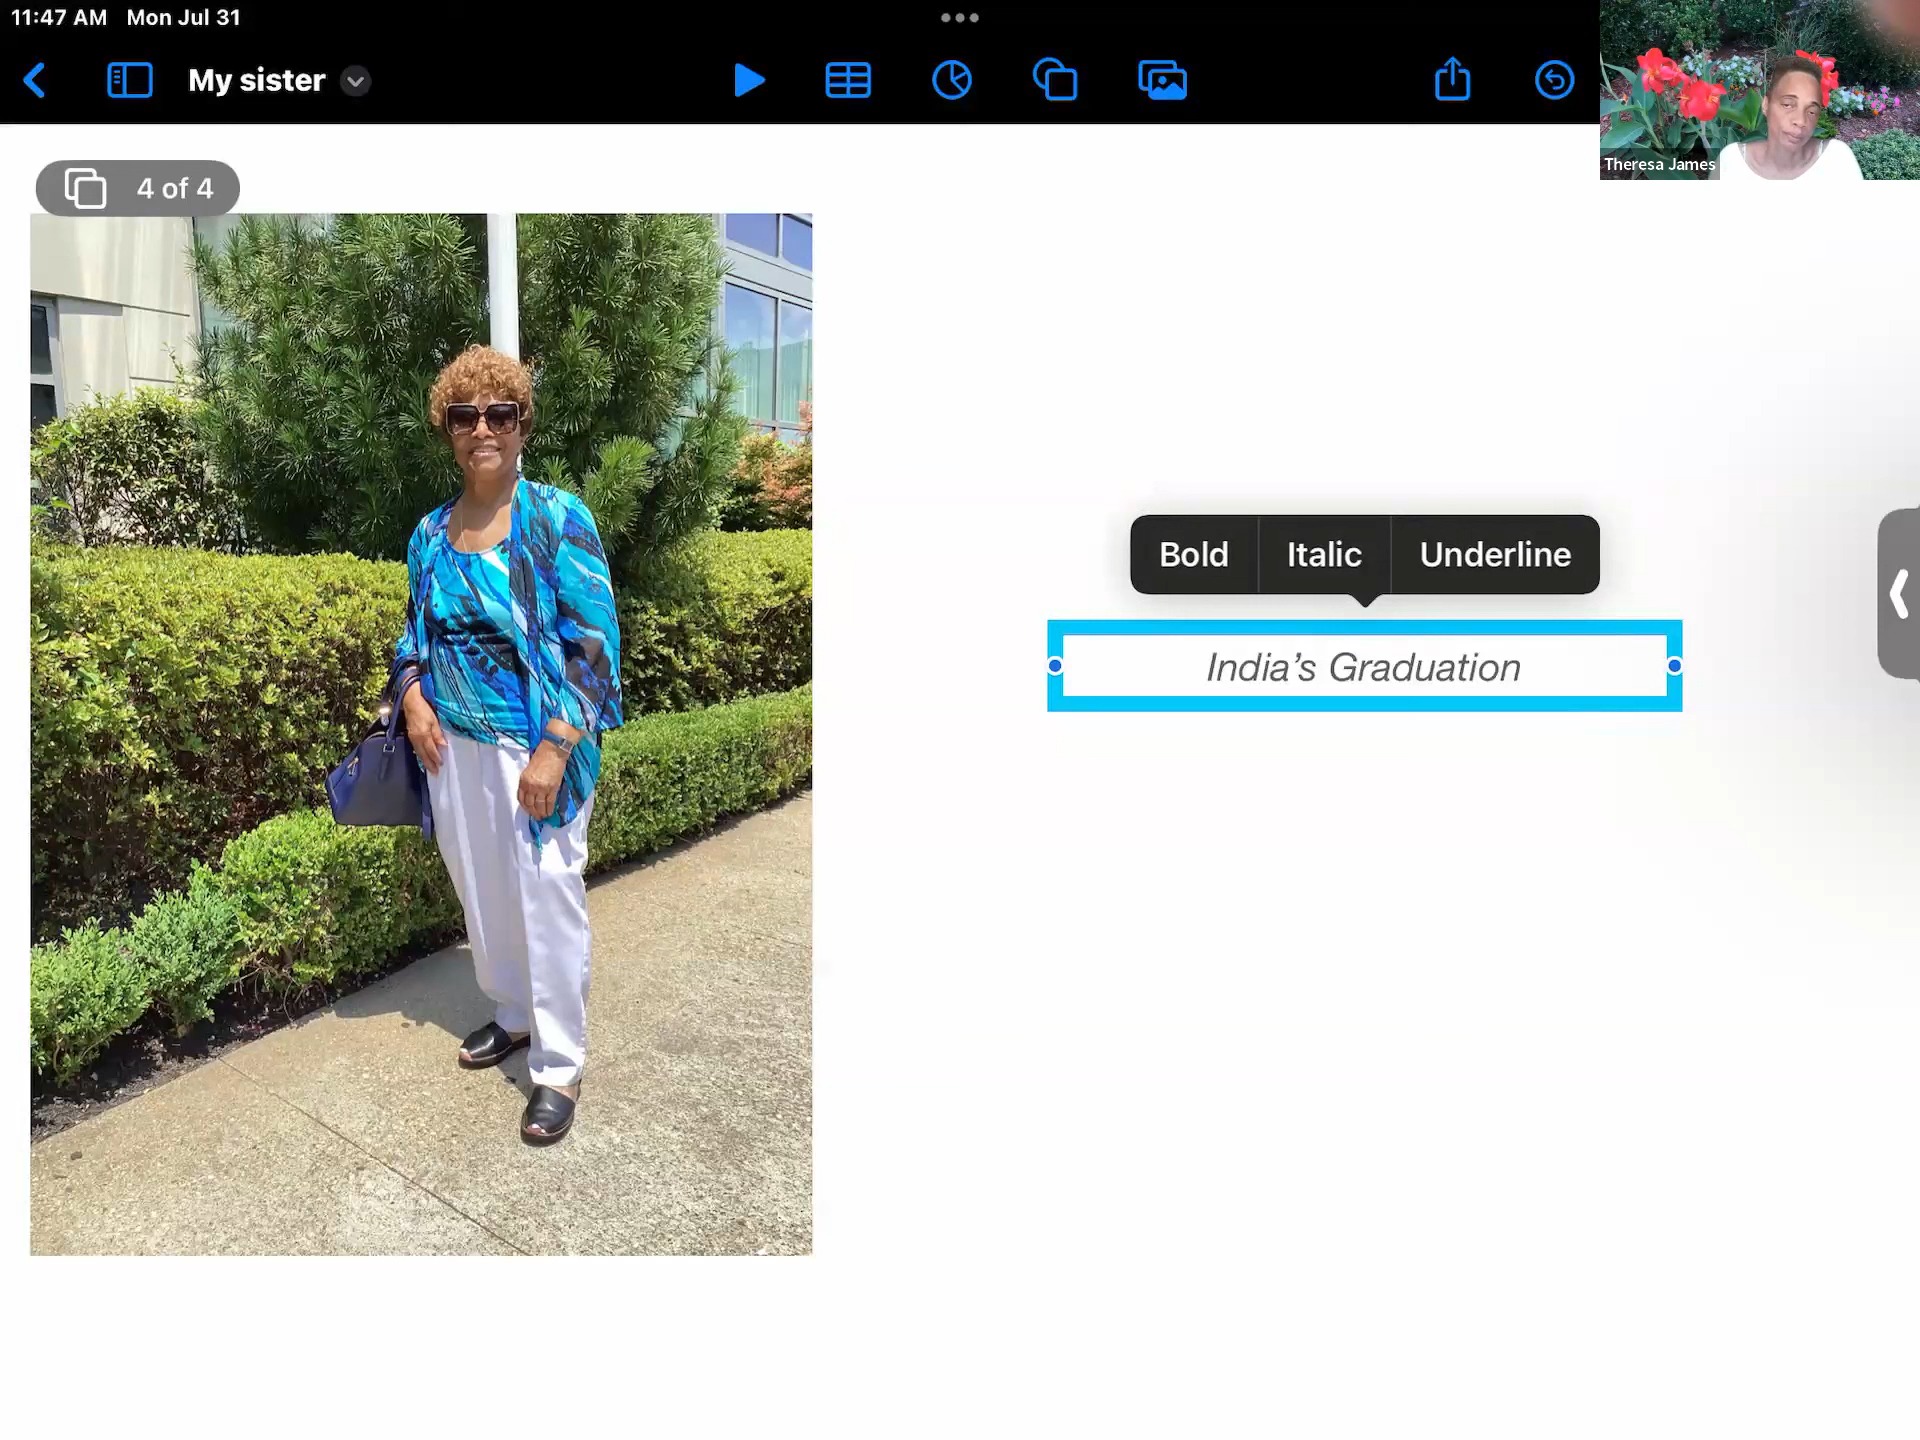 11:47 AM Mon Jul 31
My sister
Theresa James
4 of 4
Bold Italic Underline
India's Graduation